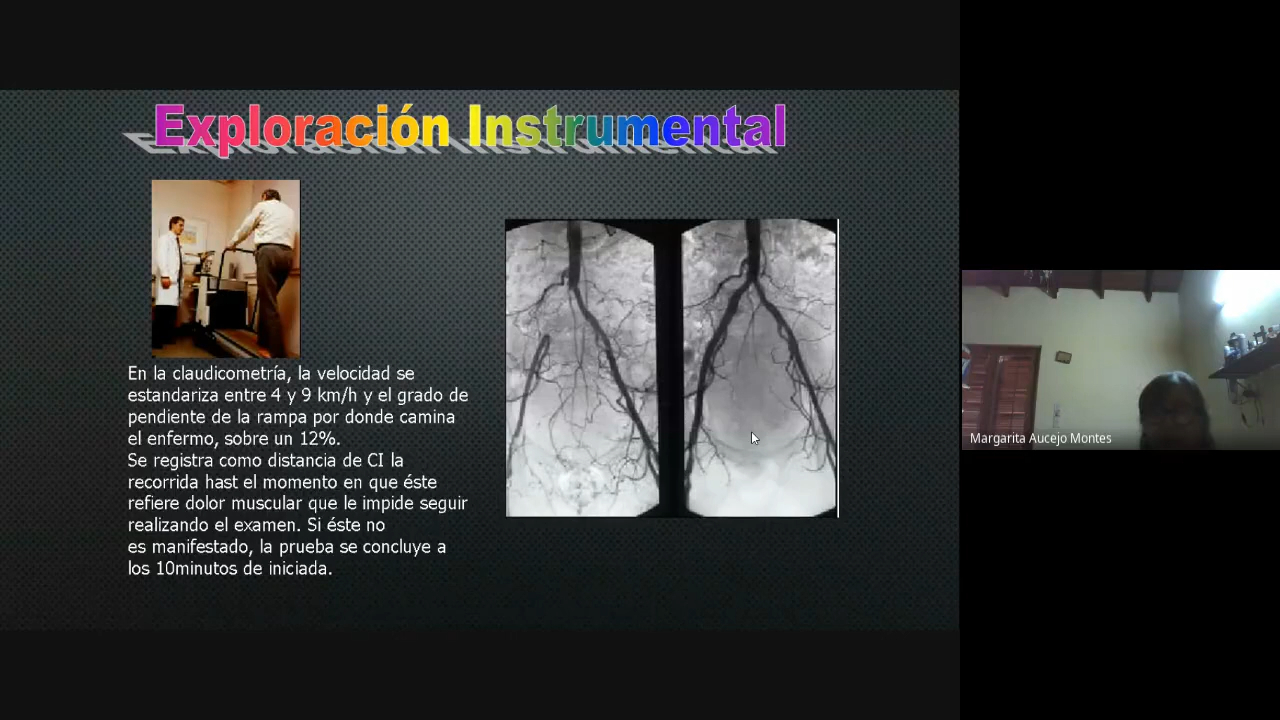 Exploración Instrumental
En la claudicometría, la velocidad se
estandariza entre 4 y 9 km/h y el grado de
pendiente de la rampa por donde camina
el enfermo, sobre un 12%.
Se registra como distancia de CI la
recorrida hast el momento en que éste
refiere dolor muscular que le impide seguir
realizando el examen. Si éste no
es manifestado, la prueba se concluye a
los 10minutos de iniciada.
Margarita Aucejo Montes